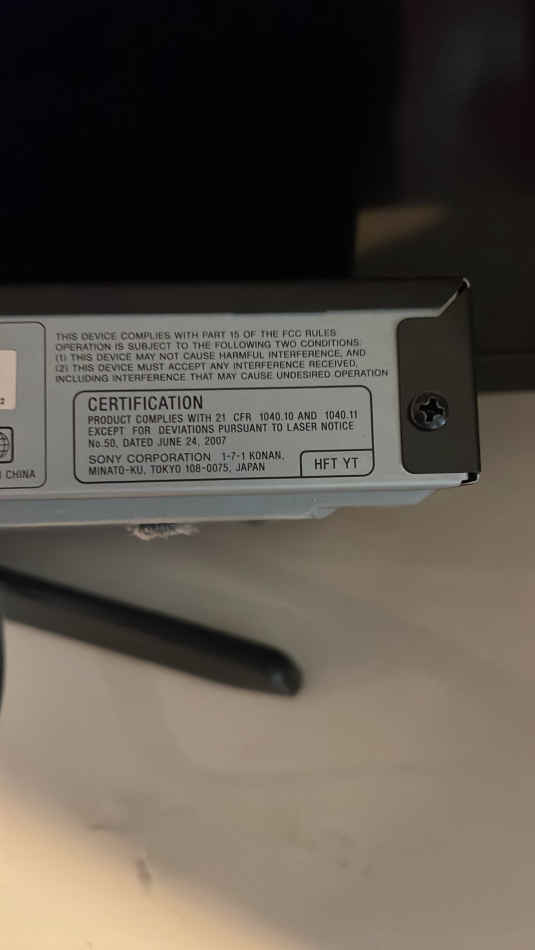 THIS DEVICE COMPLIES WITH PART 15 OF THE FCC RULES
OPERATION IS SUBJECT TO THE FOLLOWING TWO CONDITIONS:
(1) THIS DEVICE MAY NOT CAUSE HARMFUL INTERFERENCE, AND
(2) THIS DEVICE MUST ACCEPT ANY INTERFERENCE RECEIVED,
INCLUDING INTERFERENCE THAT MAY CAUSE UNDESIRED OPERATION
2
CHINA
CERTIFICATION
PRODUCT COMPLIES WITH 21 CFR 1040.10 AND 1040.11
EXCEPT FOR DEVIATIONS PURSUANT TO LASER NOTICE
No.50, DATED JUNE 24, 2007
SONY CORPORATION 1-7-1 KONAN,
MINATO-KU, TOKYO 108-0075, JAPAN
HFT YT